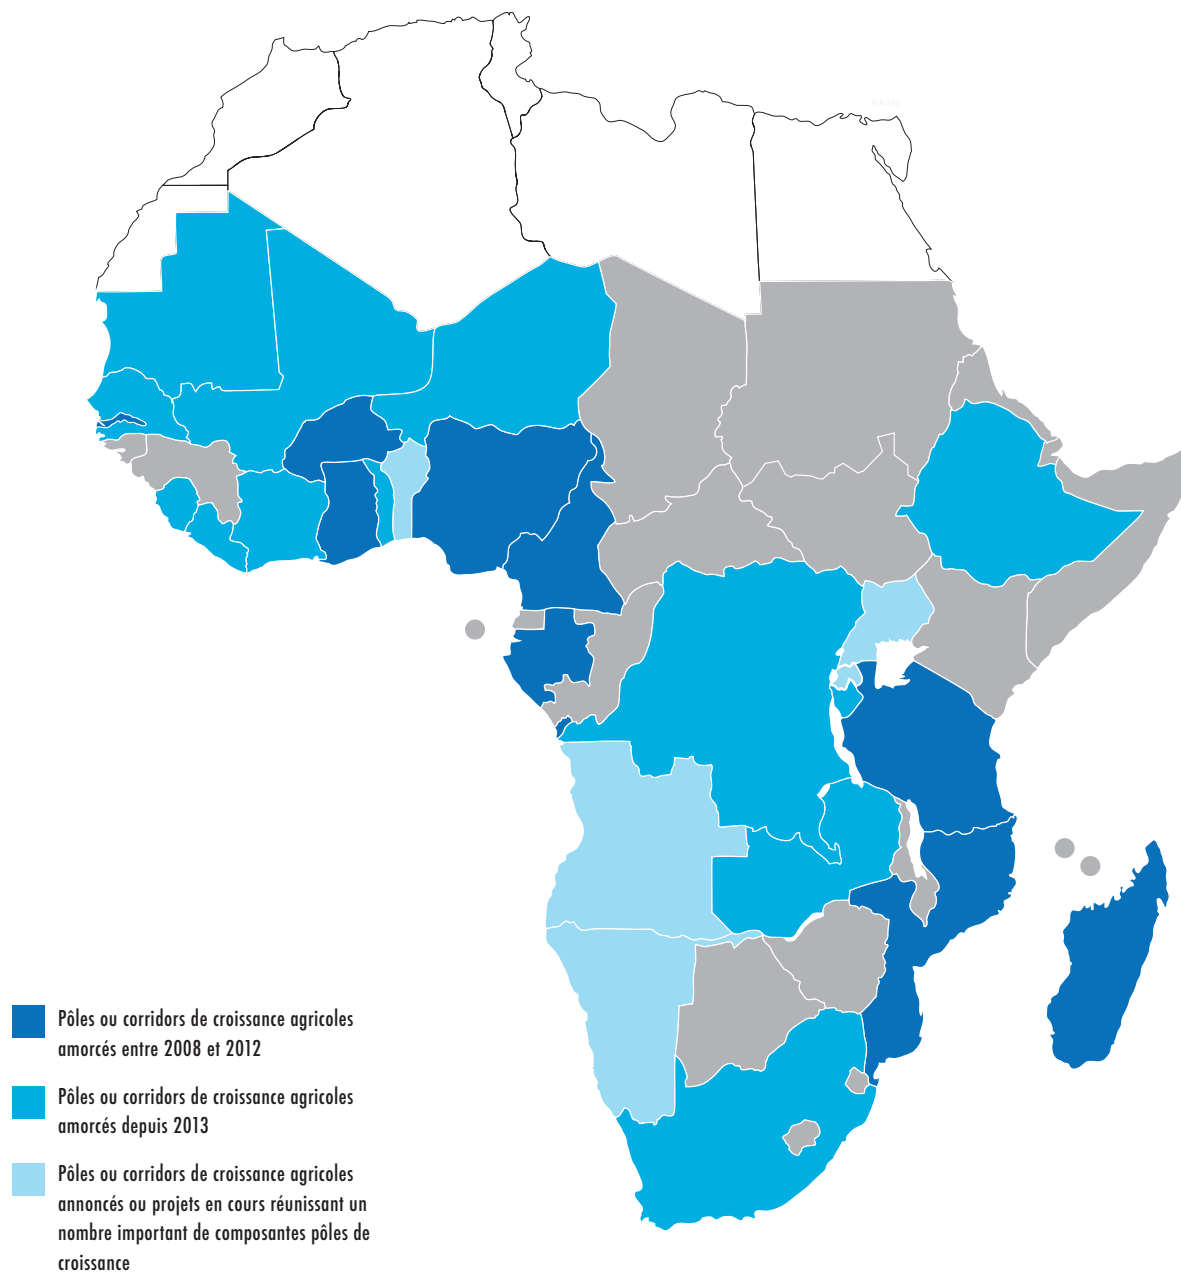 Pôles ou corridors de croissance agricoles
amorcés entre 2008 et 2012
Pôles ou corridors de croissance agricoles
amorcés depuis 2013
Pôles ou corridors de croissance agricoles
annoncés ou projets en cours réunissant un
nombre important de composantes pôles de
croissance